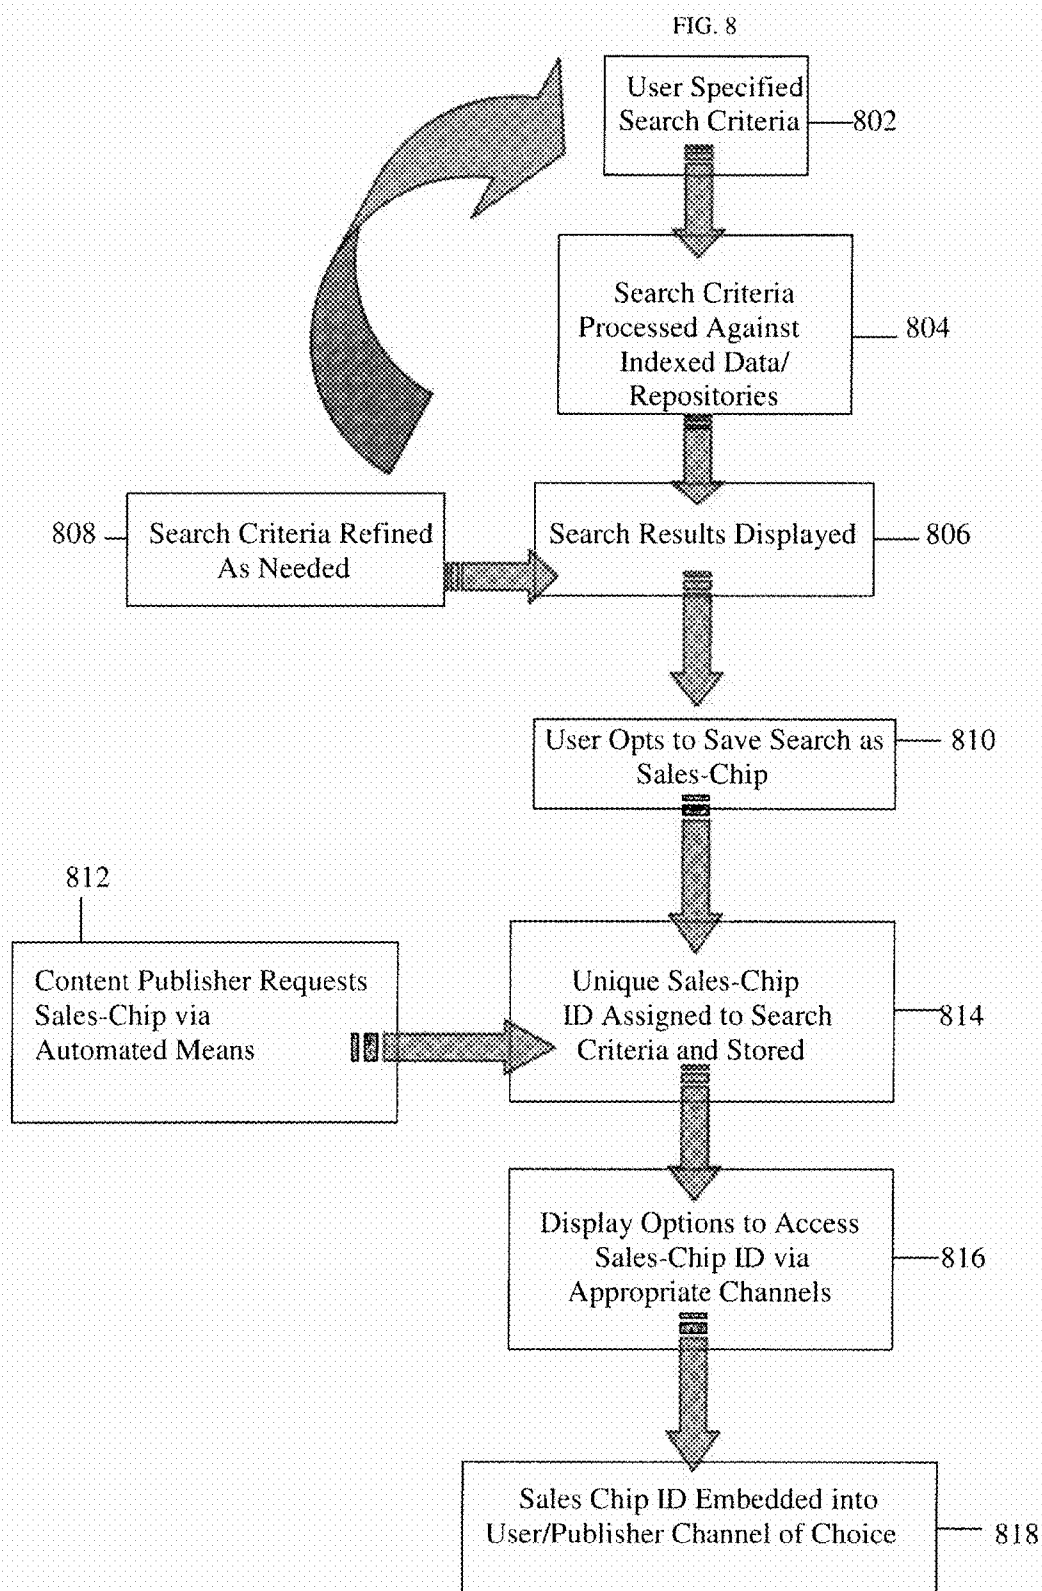 FIG. 8
User Specified
Search Criteria
802
Search Criteria
Processed Against
Indexed Data/
Repositories
804
808
Search Criteria Refined
As Needed
Search Results Displayed
806
User Opts to Save Search as
Sales-Chip
810
812
Content Publisher Requests
Sales-Chip via
Automated Means
Unique Sales-Chip
ID Assigned to Search
Criteria and Stored
814
Display Options to Access
Sales-Chip ID via
Appropriate Channels
816
Sales Chip ID Embedded into
User/Publisher Channel of Choice
818